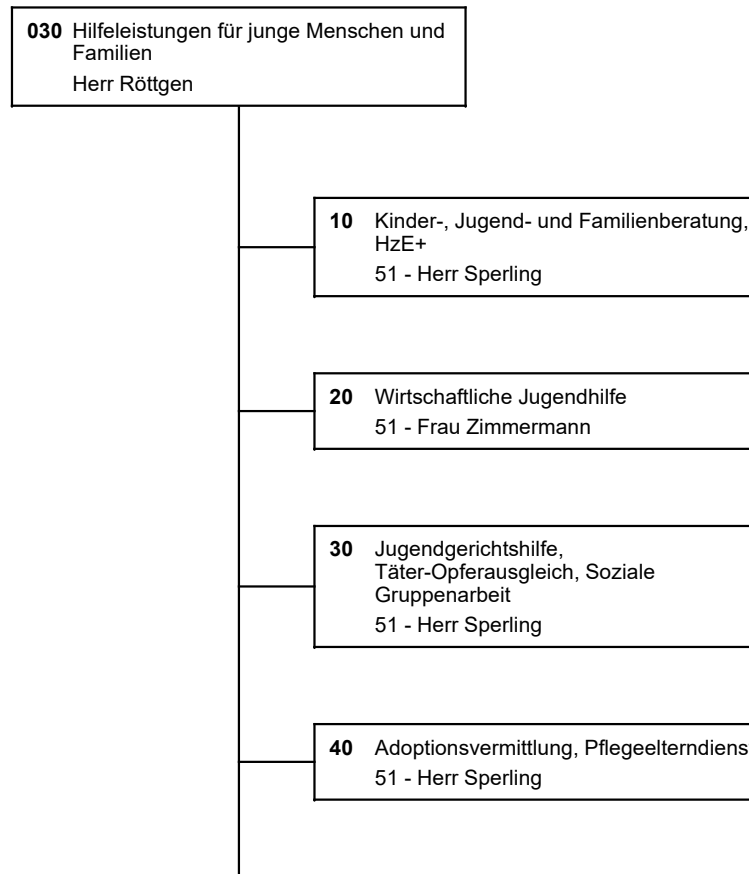 030 Hilfeleistungen für junge Menschen und
Familien
Herr Röttgen
10 Kinder-, Jugend- und Familienberatung,
HzE+
51 - Herr Sperling
20 Wirtschaftliche Jugendhilfe
51 - Frau Zimmermann
30 Jugendgerichtshilfe,
Täter-Opferausgleich, Soziale
Gruppenarbeit
51 - Herr Sperling
40 Adoptionsvermittlung, Pflegeelterndiens
51 - Herr Sperling